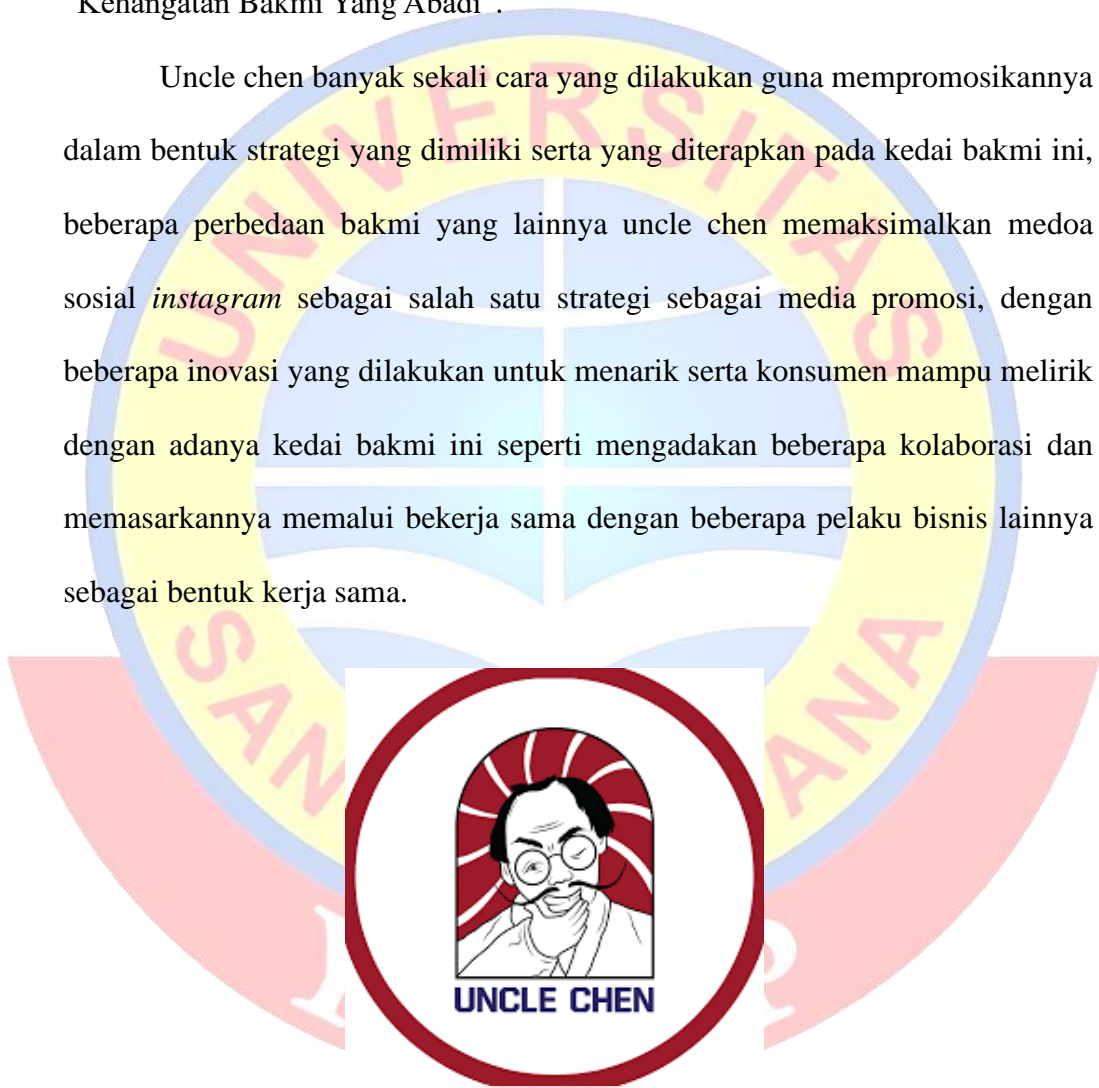 Kehangatan Bakmi Yang Abadi".
Uncle chen banyak sekali cara yang dilakukan guna mempromosikannya
dalam bentuk strategi yang dimiliki serta yang diterapkan pada kedai bakmi ini,
beberapa perbedaan bakmi yang lainnya uncle chen memaksimalkan medoa
sosial instagram sebagai salah satu strategi sebagai media promosi, dengan
beberapa inovasi yang dilakukan untuk menarik serta konsumen mampu melirik
dengan adanya kedai bakmi ini seperti mengadakan beberapa kolaborasi dan
memasarkannya memalui bekerja sama dengan beberapa pelaku bisnis lainnya
sebagai bentuk kerja sama.
UNIVERSITAS
UNCLE CHEN